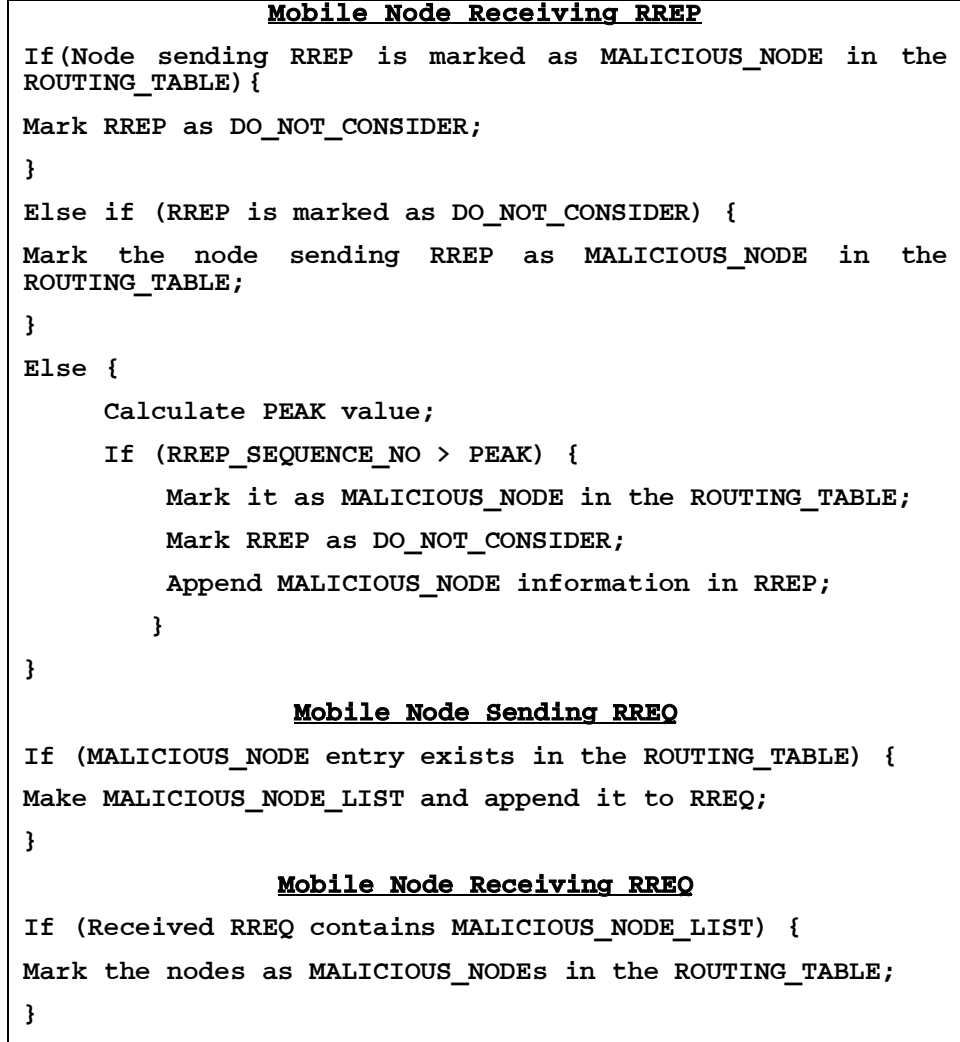 Mobile Node Receiving RREP
If(Node sending RREP is marked as MALICIOUS_NODE in the
ROUTING_TABLE){
Mark RREP as DO_NOT_CONSIDER;
}
Else if (RREP is marked as DO_NOT_CONSIDER) {
Mark the node sending RREP as MALICIOUS_NODE in the
ROUTING_TABLE;
}
Else {
Calculate PEAK value;
If (RREP_SEQUENCE_NO > PEAK) {
Mark it as MALICIOUS_NODE in the ROUTING_TABLE;
Mark RREP as DO_NOT_CONSIDER;
Append MALICIOUS_NODE information in RREP;
}
}
Mobile Node Sending RREQ
If (MALICIOUS_NODE entry exists in the ROUTING_TABLE) {
Make MALICIOUS_NODE_LIST and append it to RREQ;
}
Mobile Node Receiving RREQ
If (Received RREQ contains MALICIOUS_NODE_LIST) {
Mark the nodes as MALICIOUS_NODEs in the ROUTING_TABLE;
}